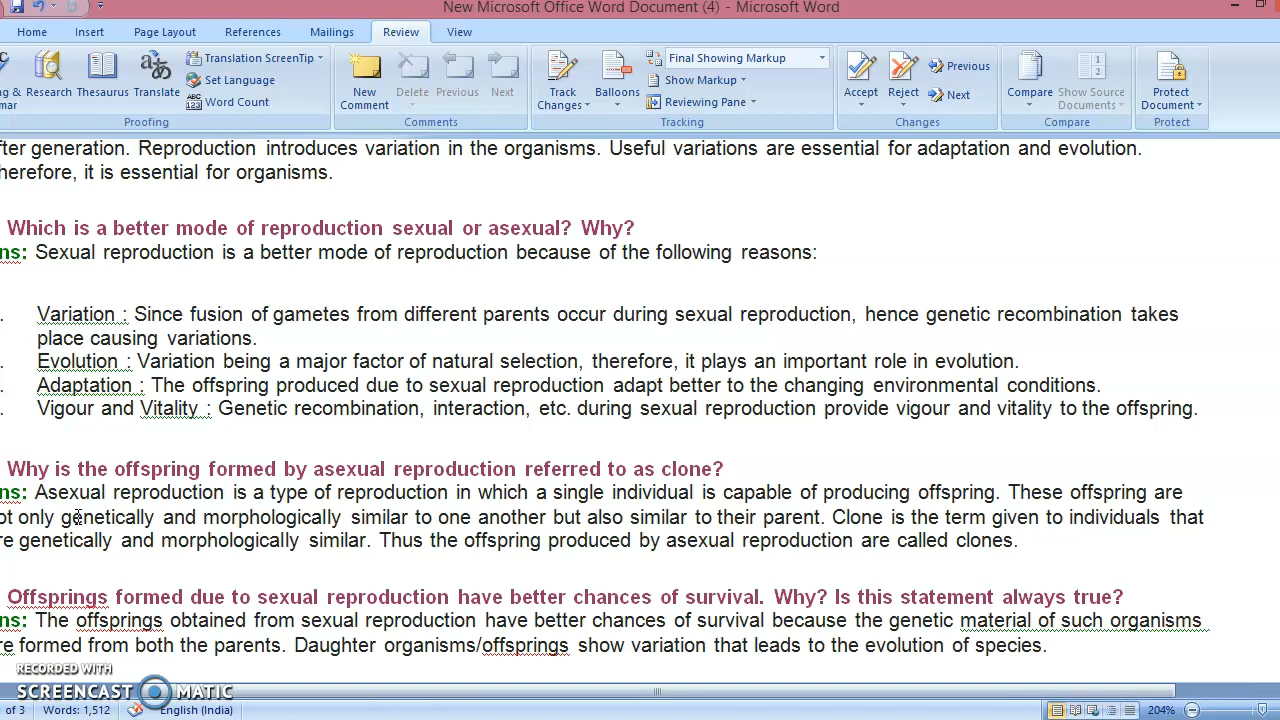 New Microsoft Office Word Document (4) - Microsoft Word
Home Insert Page Layout References Mailings Review View
Translation ScreenTip
Set Language
Word Count
Research Thesaurus Translate
Proofing
New Comment Delete Previous Next
Comments
Track Changes Balloons
Final Showing Markup
Show Markup
Reviewing Pane
Tracking
Accept Reject Previous
Next
Changes
Compare Show Source Documents
Compare
Protect Document
Protect
fter generation. Reproduction introduces variation in the organisms. Useful variations are essential for adaptation and evolution.
herefore, it is essential for organisms.
Which is a better mode of reproduction sexual or asexual? Why?
ns: Sexual reproduction is a better mode of reproduction because of the following reasons:
. Variation : Since fusion of gametes from different parents occur during sexual reproduction, hence genetic recombination takes
place causing variations.
. Evolution : Variation being a major factor of natural selection, therefore, it plays an important role in evolution.
. Adaptation : The offspring produced due to sexual reproduction adapt better to the changing environmental conditions.
. Vigour and Vitality : Genetic recombination, interaction, etc. during sexual reproduction provide vigour and vitality to the offspring.
Why is the offspring formed by asexual reproduction referred to as clone?
ns: Asexual reproduction is a type of reproduction in which a single individual is capable of producing offspring. These offspring are
ot only genetically and morphologically similar to one another but also similar to their parent. Clone is the term given to individuals that
re genetically and morphologically similar. Thus the offspring produced by asexual reproduction are called clones.
Offsprings formed due to sexual reproduction have better chances of survival. Why? Is this statement always true?
ns: The offsprings obtained from sexual reproduction have better chances of survival because the genetic material of such organisms
re formed from both the parents. Daughter organisms/offsprings show variation that leads to the evolution of species.
RECORDED WITH
SCREENCAST MATIC
of 3 Words: 1,512 English (India) 204%